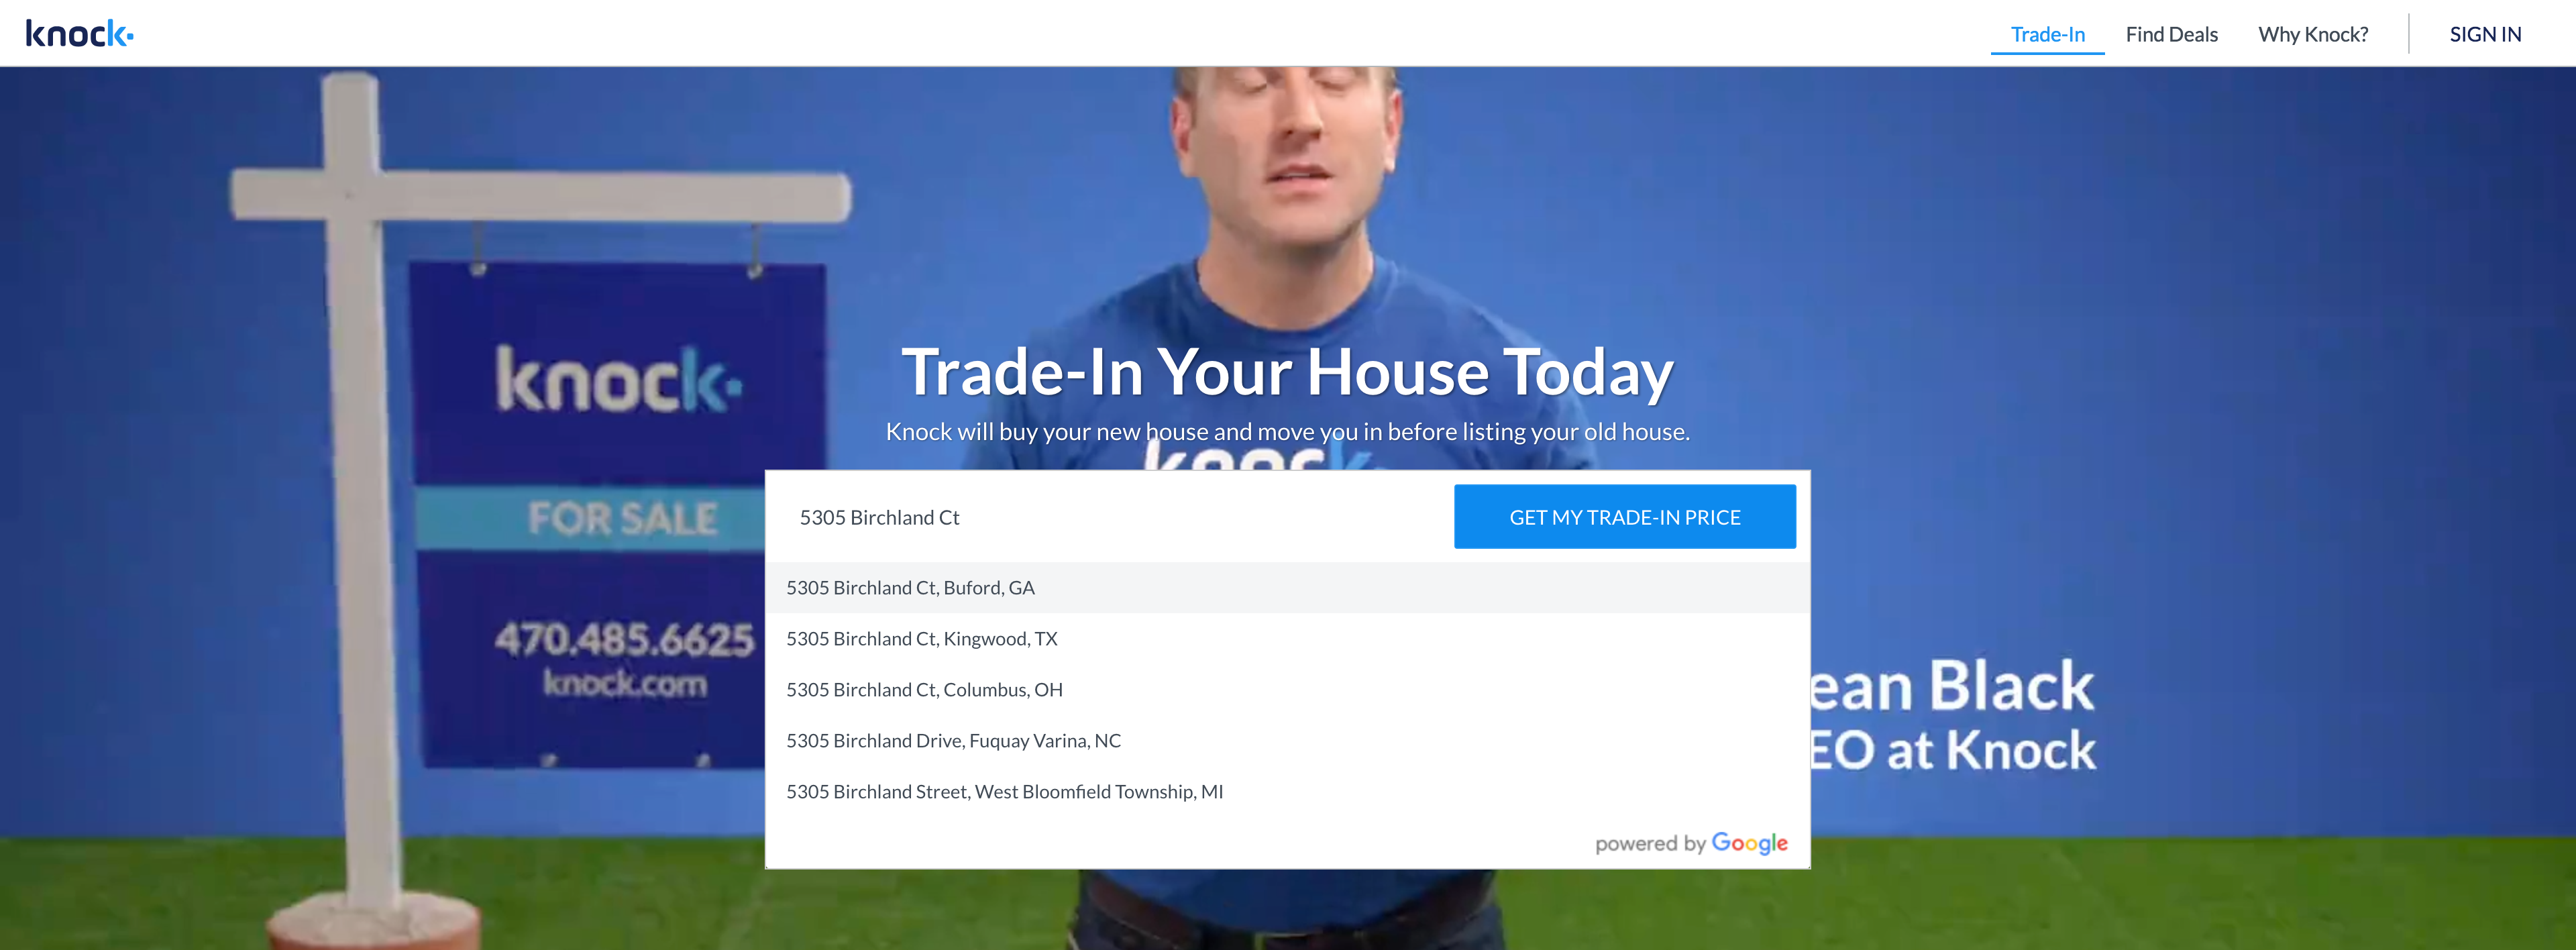 knock
Trade-In
Find Deals
Why Knock?
SIGN IN
knock
FOR SALE
470.485.6625
knock.com
Trade-In Your House Today
Knock will buy your new house and move you in before listing your old house.
knock
5305 Birchland Ct
GET MY TRADE-IN PRICE
5305 Birchland Ct, Buford, GA
5305 Birchland Ct, Kingwood, TX
5305 Birchland Ct, Columbus, OH
5305 Birchland Drive, Fuquay Varina, NC
5305 Birchland Street, West Bloomfield Township, MI
powered by Google
ean Black
EO at Knock